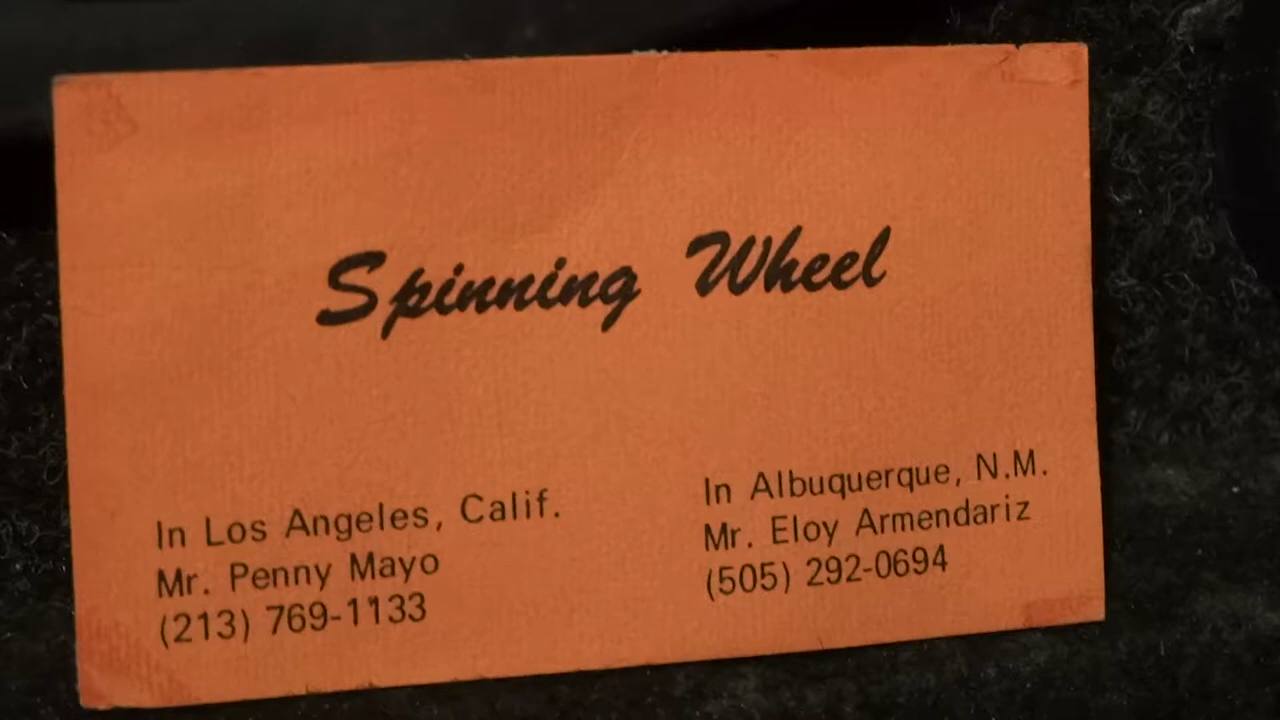 Spinning Wheel
In Los Angeles, Calif.
Mr. Penny Mayo
(213) 769-1133
In Albuquerque, N.M.
Mr. Eloy Armendariz
(505) 292-0694